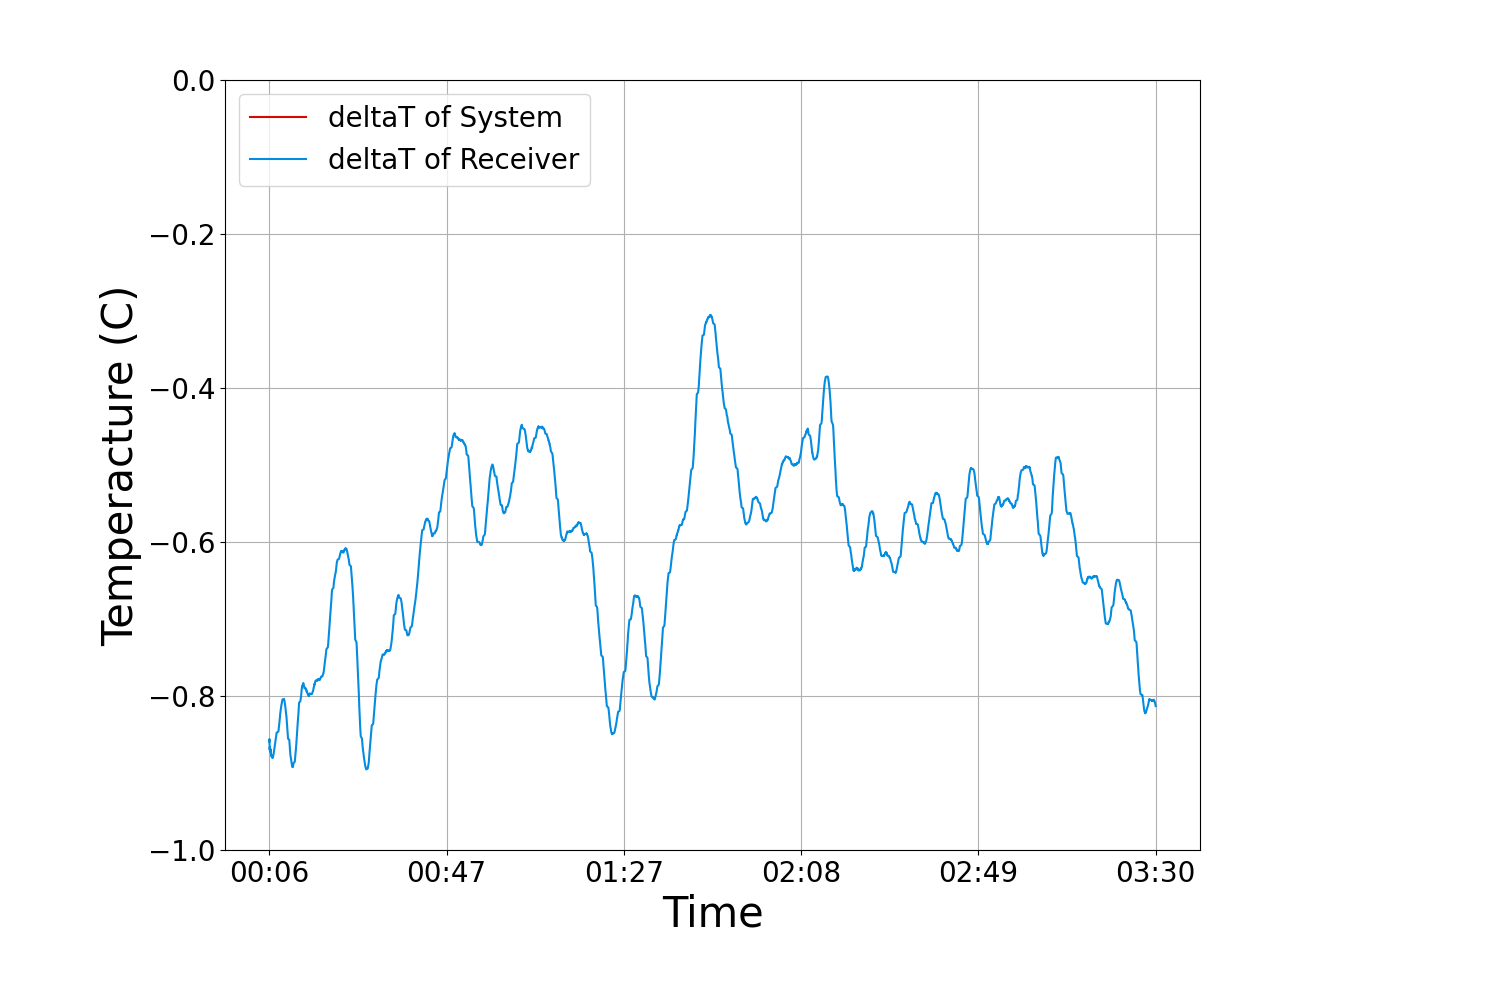 0.0
deltaT of System
deltaT of Receiver
−0.2
−0.4
−0.6
−0.8
−1.0
Temperacture (C)
00:06 00:47 01:27 02:08 02:49 03:30
Time